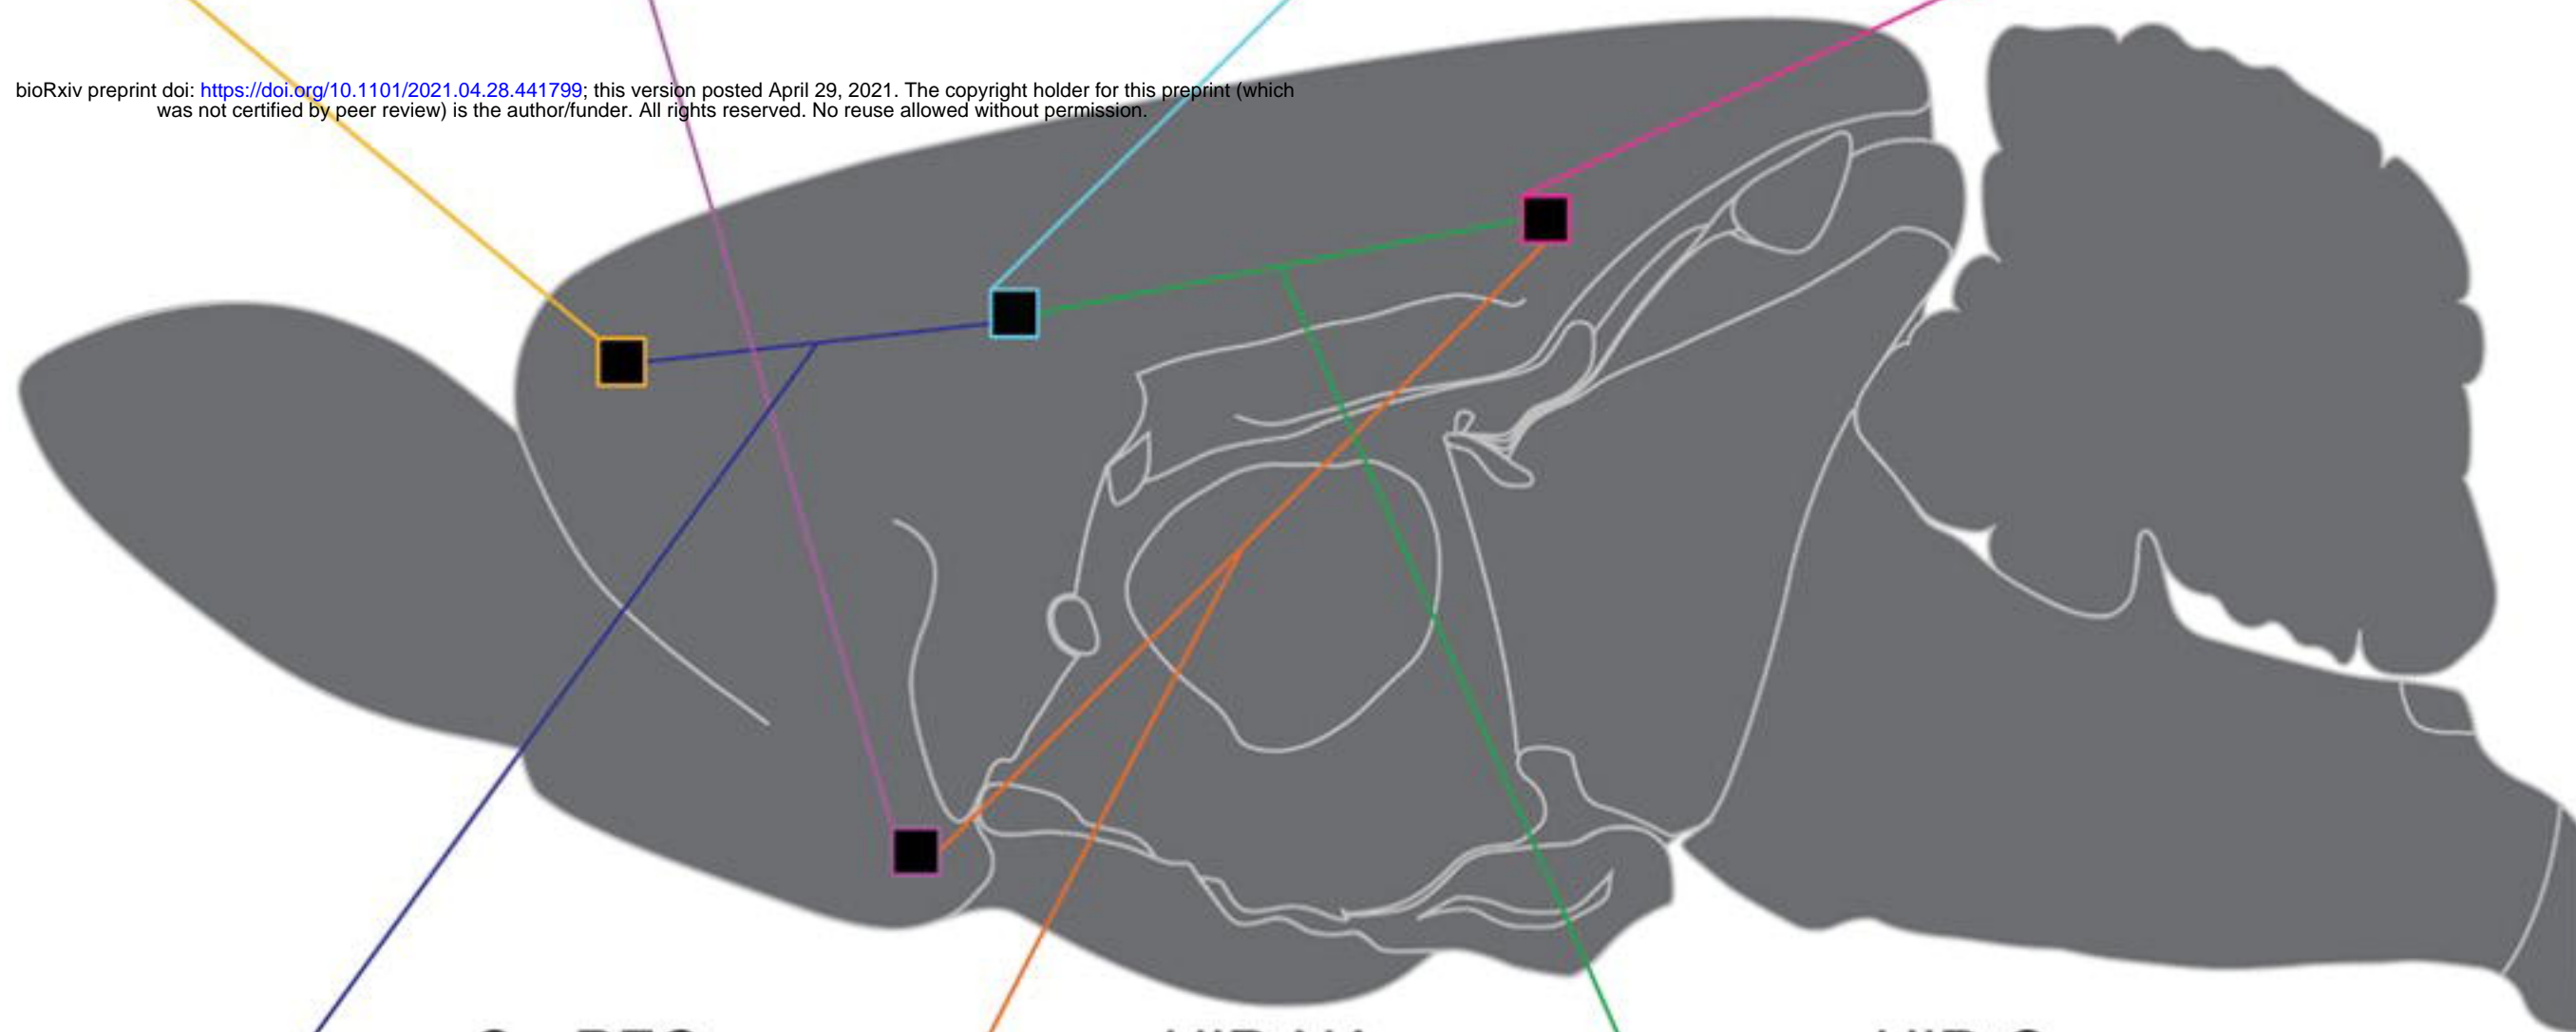 bioRxiv preprint doi: https://doi.org/10.1101/2021.04.28.441799; this version posted April 29, 2021. The copyright holder for this preprint (which
was not certified by peer review) is the author/funder. All rights reserved. No reuse allowed without permission.